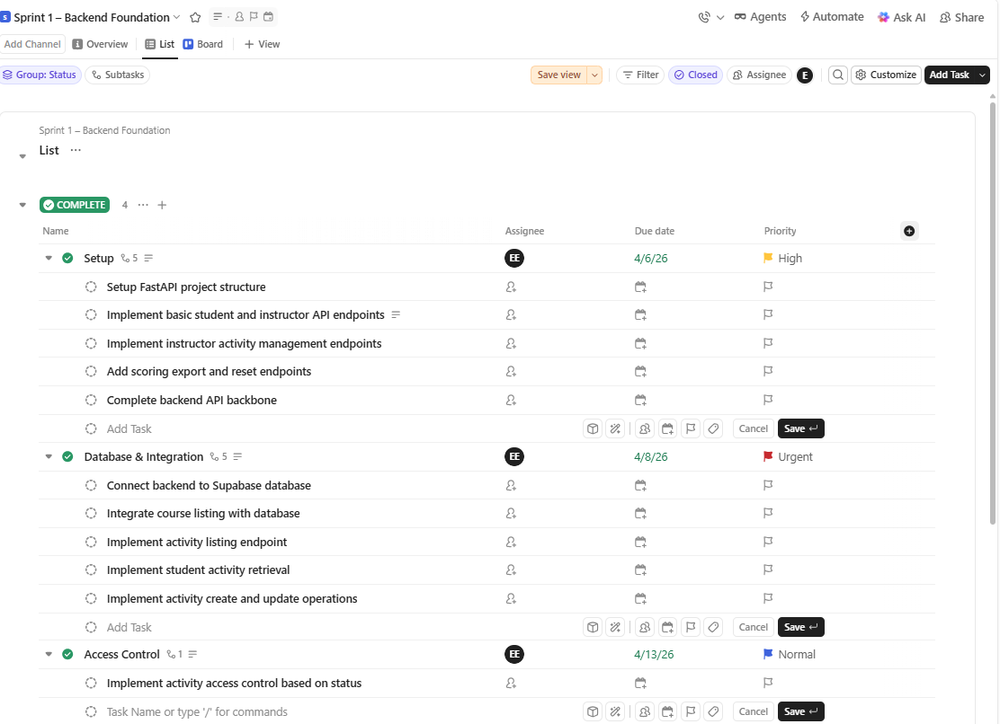 s Sprint 1 – Backend Foundation
Agents Automate Ask AI Share
Add Channel Overview List Board + View
Group: Status Subtasks Save view Filter Closed Assignee E Customize Add Task
Sprint 1 – Backend Foundation
List ···
COMPLETE 4 ··· +
Name Assignee Due date Priority
Setup 5 EE 4/6/26 High
Setup FastAPI project structure
Implement basic student and instructor API endpoints
Implement instructor activity management endpoints
Add scoring export and reset endpoints
Complete backend API backbone
Add Task Cancel Save
Database & Integration 5 EE 4/8/26 Urgent
Connect backend to Supabase database
Integrate course listing with database
Implement activity listing endpoint
Implement student activity retrieval
Implement activity create and update operations
Add Task Cancel Save
Access Control 1 EE 4/13/26 Normal
Implement activity access control based on status
Task Name or type '/' for commands Cancel Save